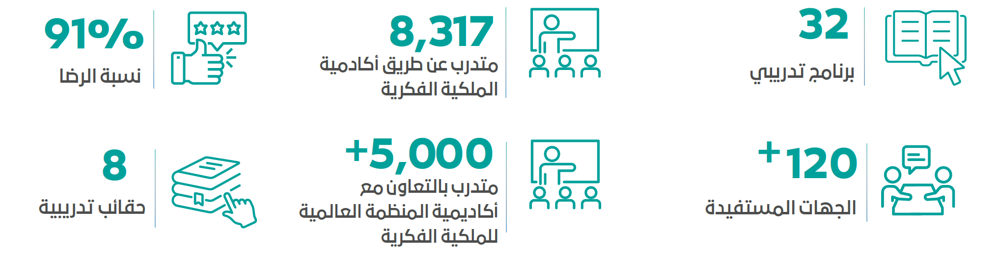 32
برنامج تدريبي
8,317
متدرب عن طريق أكادمية
الملكية الفكرية
91%
نسبة الرضا
+120
الجهات المستفيدة
+5,000
متدرب بالتعاون مع
أكاديمية المنظمة العالمية
للملكية الفكرية
8
حقائب تدريبية